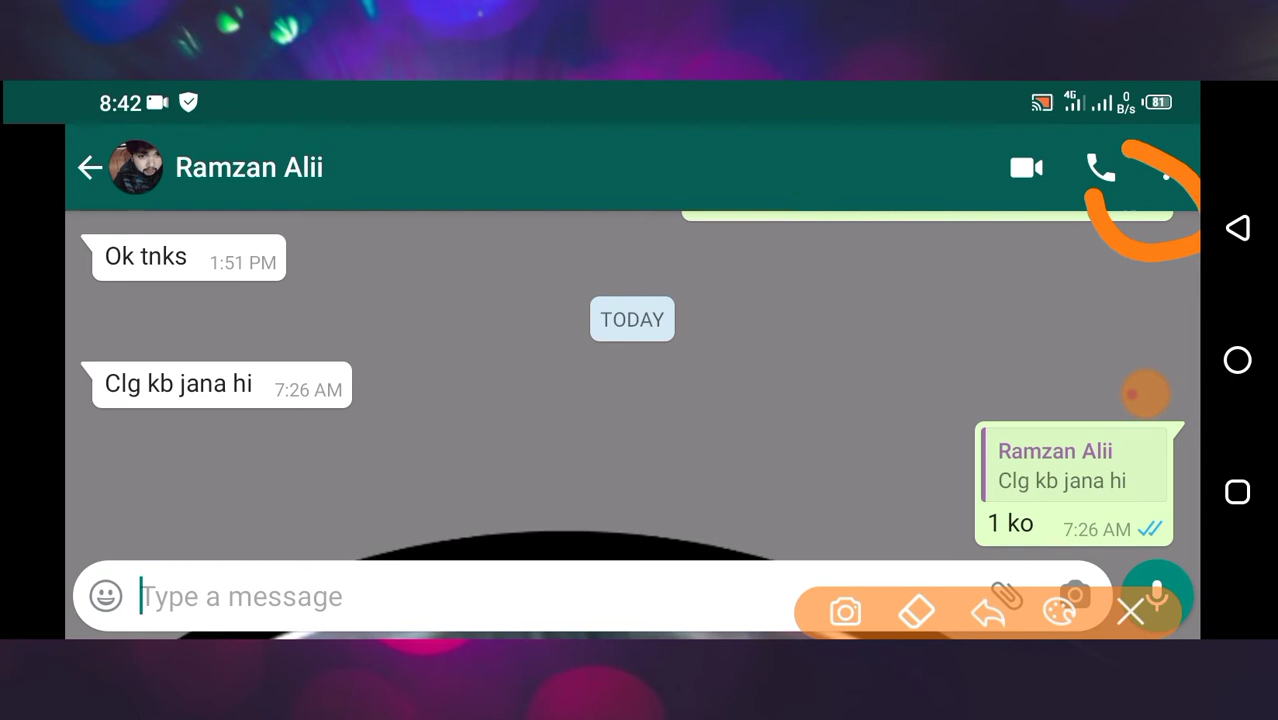 8:42
4G
0
B/s
81
Ramzan Alii
Ok tnks 1:51 PM
TODAY
Clg kb jana hi 7:26 AM
Ramzan Alii
Clg kb jana hi
1 ko 7:26 AM
Type a message